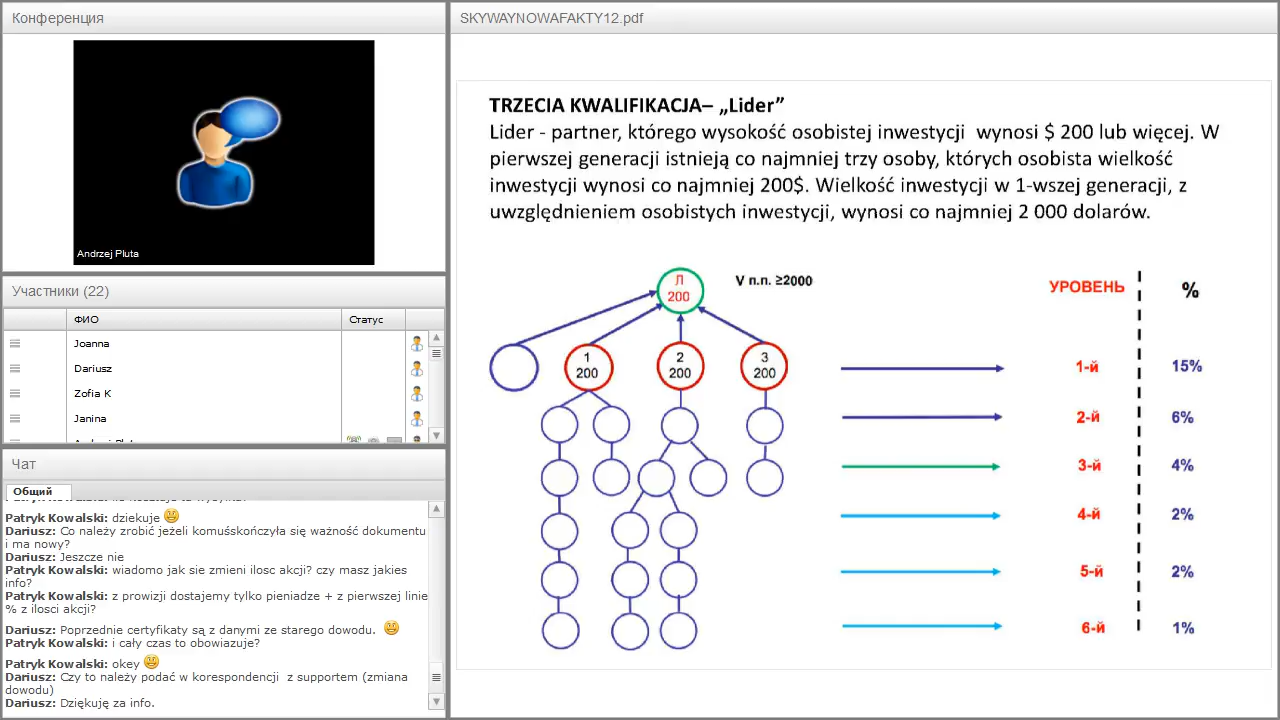 Конференция
Andrzej Pluta
Участники (22)
ФИО
Статус
Joanna
Dariusz
Zofia K
Janina
Чат
Общий
Patryk Kowalski: dziekuje
Dariusz: Co należy zrobić jeżeli komuśskończyła się ważność dokumentu
i ma nowy?
Dariusz: Jeszcze nie
Patryk Kowalski: wiadomo jak sie zmieni ilosc akcji? czy masz jakies
info?
Patryk Kowalski: z prowizji dostajemy tylko pieniadze + z pierwszej linie
% z ilosci akcji?
Dariusz: Poprzednie certyfikaty są z danymi ze starego dowodu.
Patryk Kowalski: i cały czas to obowiazuje?
Patryk Kowalski: okey
Dariusz: Czy to należy podać w korespondencji z supportem (zmiana
dowodu)
Dariusz: Dziękuję za info.
SKYWAYNOWAFAKTY12.pdf
TRZECIA KWALIFIKACJA– „Lider”
Lider - partner, którego wysokość osobistej inwestycji wynosi $ 200 lub więcej. W
pierwszej generacji istnieją co najmniej trzy osoby, których osobista wielkość
inwestycji wynosi co najmniej 200$. Wielkość inwestycji w 1-wszej generacji, z
uwzględnieniem osobistych inwestycji, wynosi co najmniej 2 000 dolarów.
Л
200
V п.п. ≥2000
УРОВЕНЬ
%
1
200
2
200
3
200
1-й
15%
2-й
6%
3-й
4%
4-й
2%
5-й
2%
6-й
1%